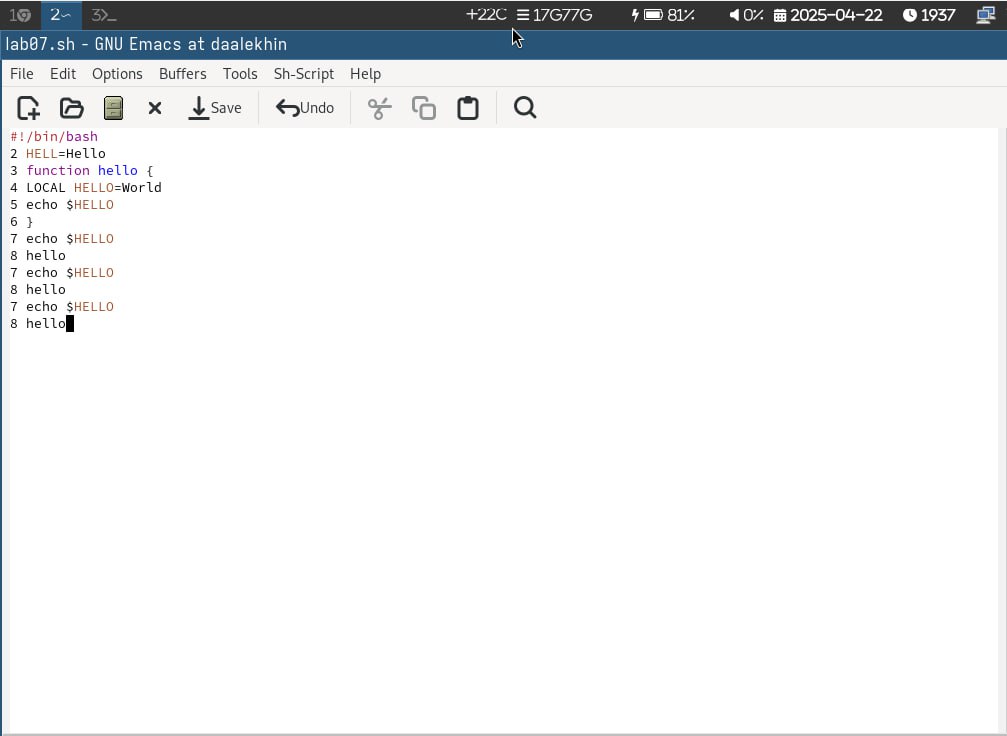 1 2 3 +22C 17G77G 81% 0% 2025-04-22 1937
lab07.sh - GNU Emacs at daalekhin
File Edit Options Buffers Tools Sh-Script Help
Save Undo
#!/bin/bash
2 HELL=Hello
3 function hello {
4 LOCAL HELLO=World
5 echo $HELLO
6 }
7 echo $HELLO
8 hello
7 echo $HELLO
8 hello
7 echo $HELLO
8 hello